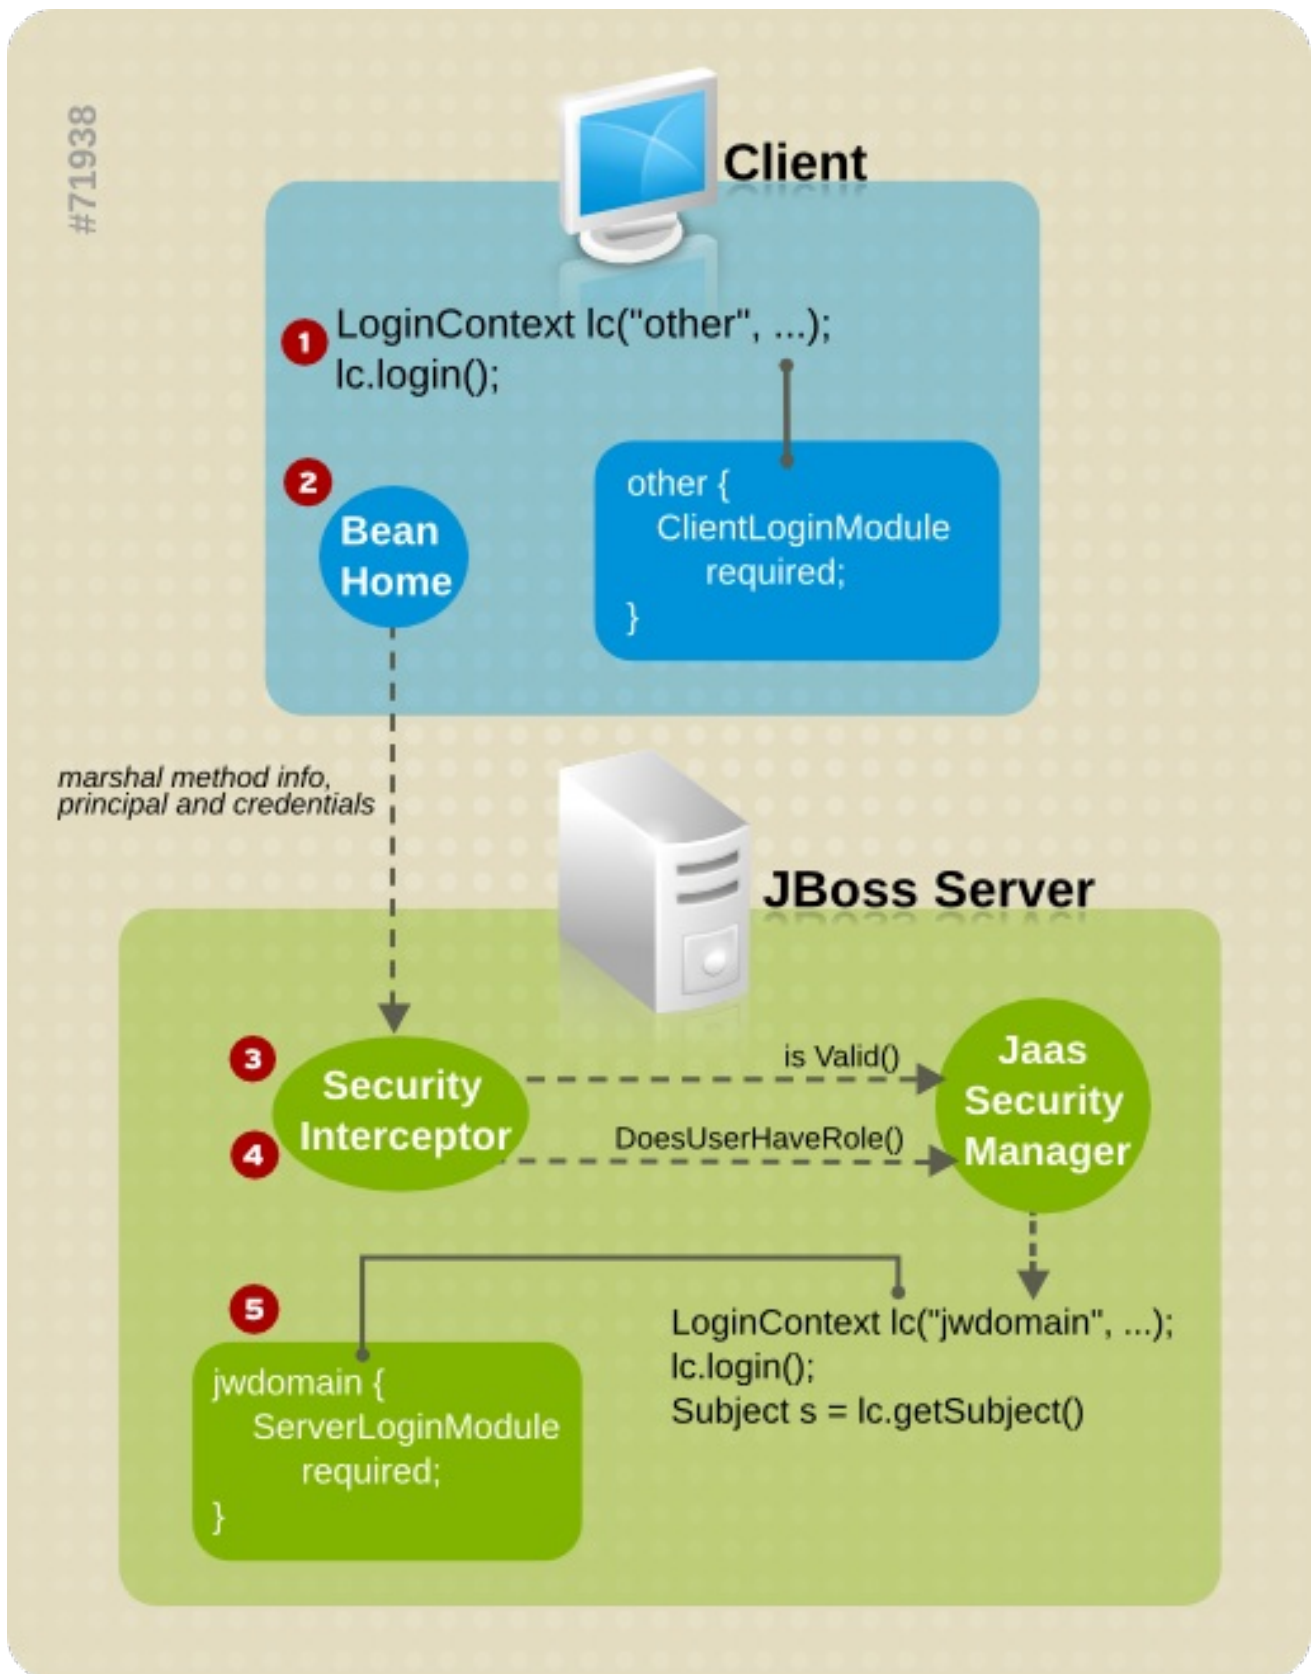 #71938
Client
1
LoginContext lc("other", ...);
lc.login();
2
Bean
Home
other {
ClientLoginModule
required;
}
marshal method info,
principal and credentials
JBoss Server
3
Security
Interceptor
4
is Valid()
DoesUserHaveRole()
Jaas
Security
Manager
5
jwdomain {
ServerLoginModule
required;
}
LoginContext lc("jwdomain", ...);
lc.login();
Subject s = lc.getSubject()